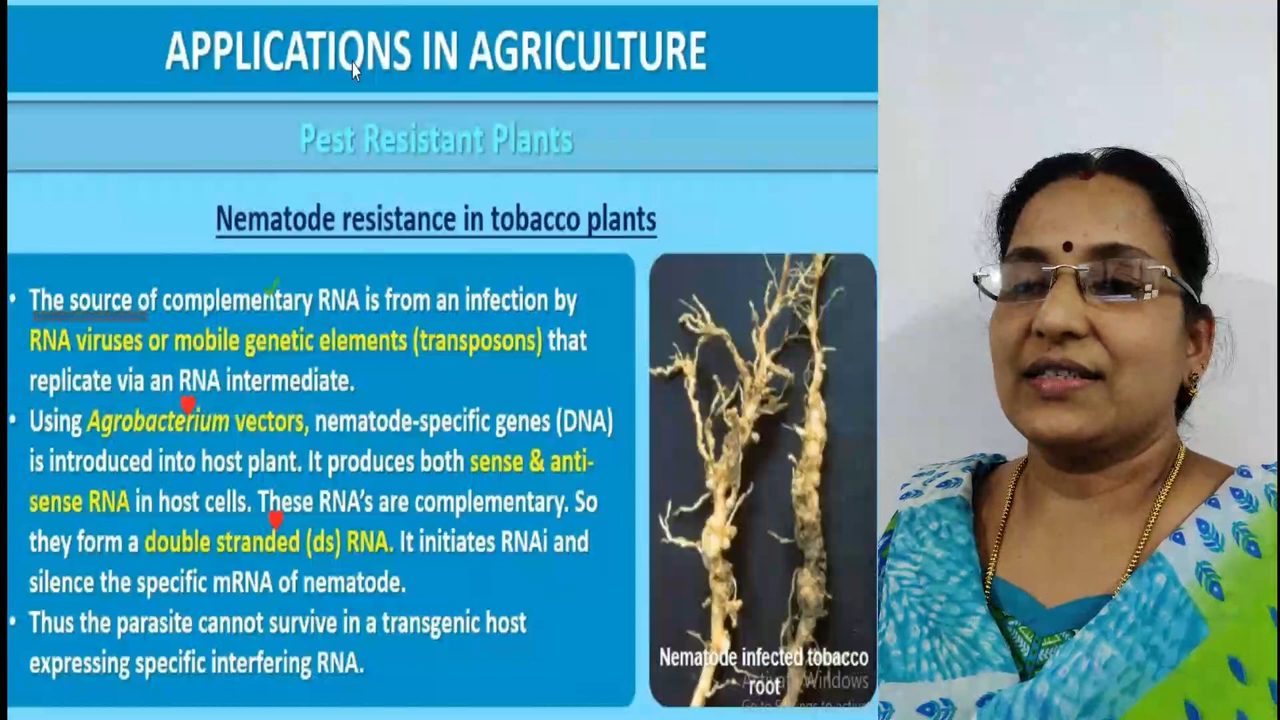 APPLICATIONS IN AGRICULTURE
Pest Resistant Plants
Nematode resistance in tobacco plants
• The source of complementary RNA is from an infection by
RNA viruses or mobile genetic elements (transposons) that
replicate via an RNA intermediate.
• Using Agrobacterium vectors, nematode-specific genes (DNA)
is introduced into host plant. It produces both sense & anti-
sense RNA in host cells. These RNA’s are complementary. So
they form a double stranded (ds) RNA. It initiates RNAi and
silence the specific mRNA of nematode.
• Thus the parasite cannot survive in a transgenic host
expressing specific interfering RNA.
Nematode infected tobacco
root
Windows